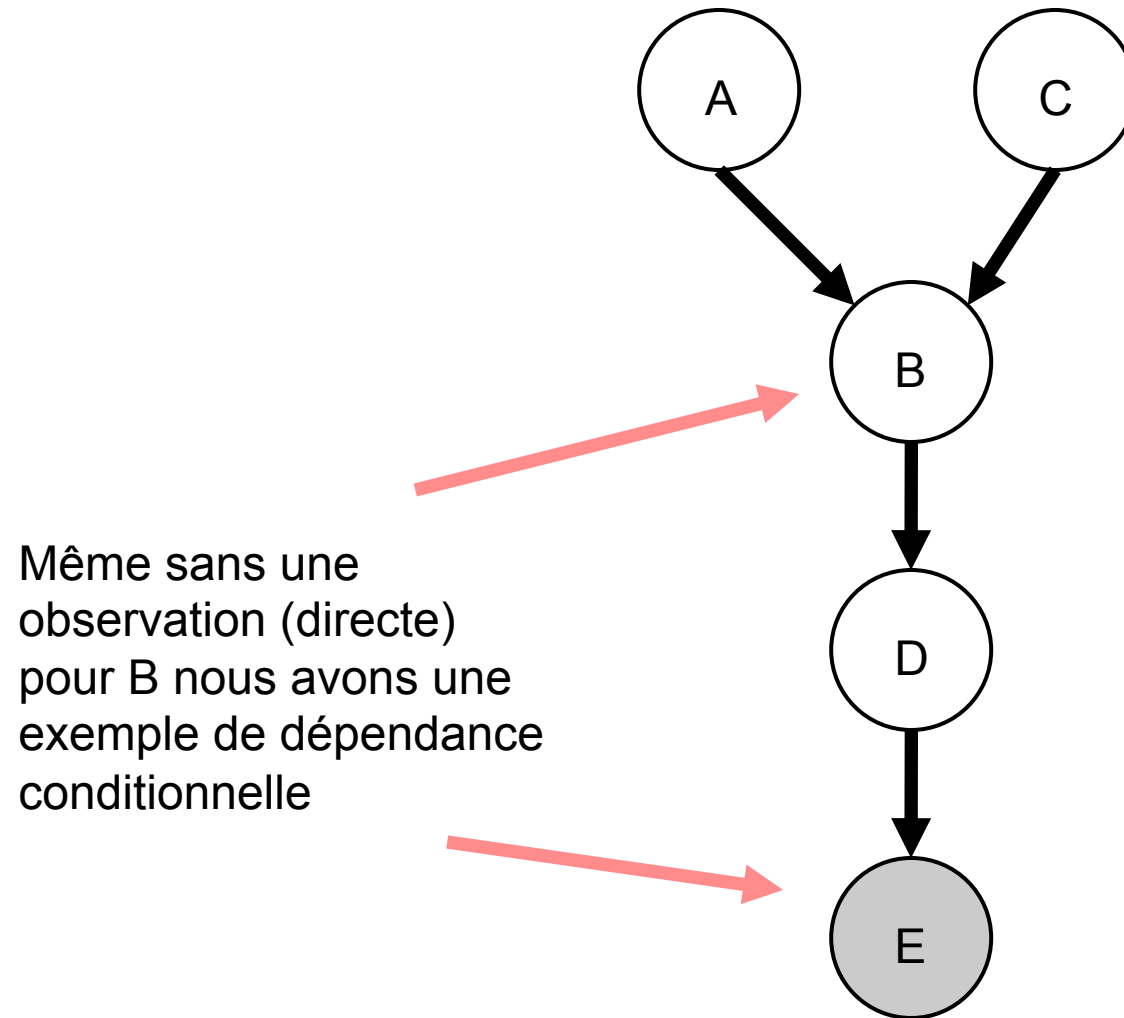 A
C
B
Même sans une
observation (directe)
pour B nous avons une
exemple de dépendance
conditionnelle
D
E